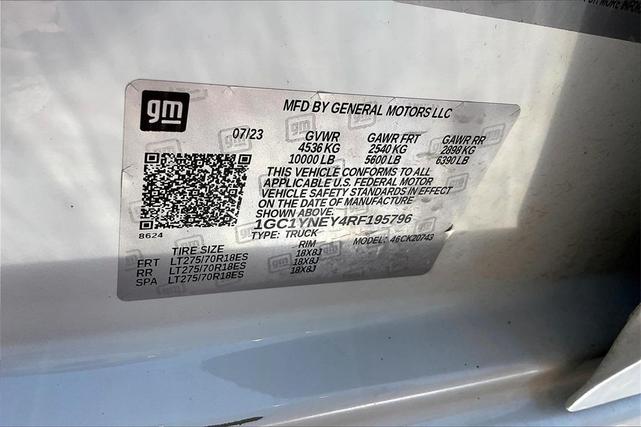 gm
MFD BY GENERAL MOTORS LLC
07/23 GVWR GAWR FRT GAWR RR
4536 KG 2540 KG 2898 KG
10000 LB 5600 LB 6390 LB
THIS VEHICLE CONFORMS TO ALL
APPLICABLE U.S. FEDERAL MOTOR
VEHICLE SAFETY STANDARDS IN EFFECT
ON THE DATE OF MANUFACTURE
SHOWN ABOVE.
1GC1YNEY4RF195796
8624
TYPE: TRUCK MODEL: 46CK20743
TIRE SIZE RIM
FRT LT275/70R18ES 18X8J
RR LT275/70R18ES 18X8J
SPA LT275/70R18ES 18X8J